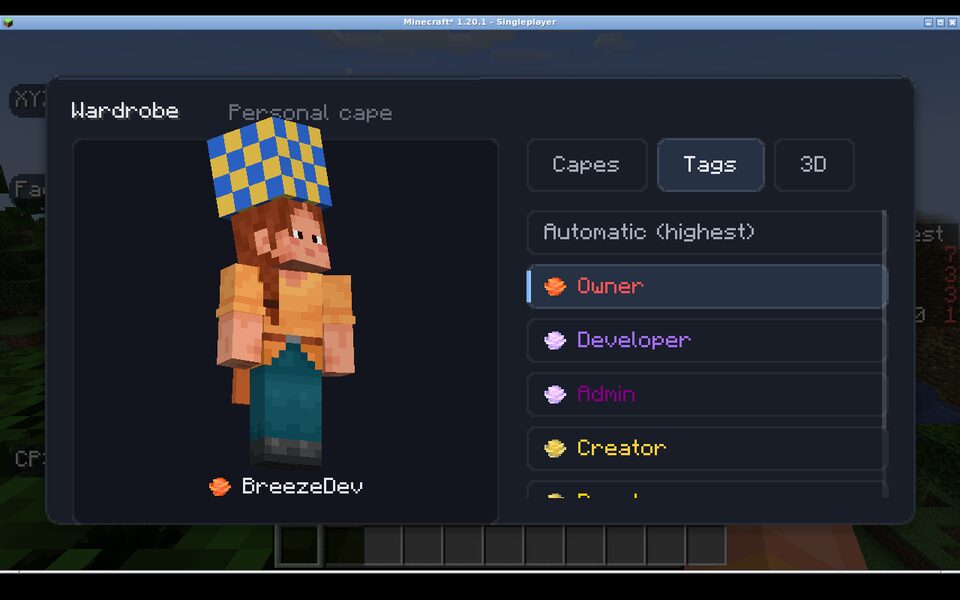 Minecraft* 1.20.1 - Singleplayer
Wardrobe
Personal cape
Capes
Tags
3D
Automatic (highest)
Owner
Developer
Admin
Creator
BreezeDev